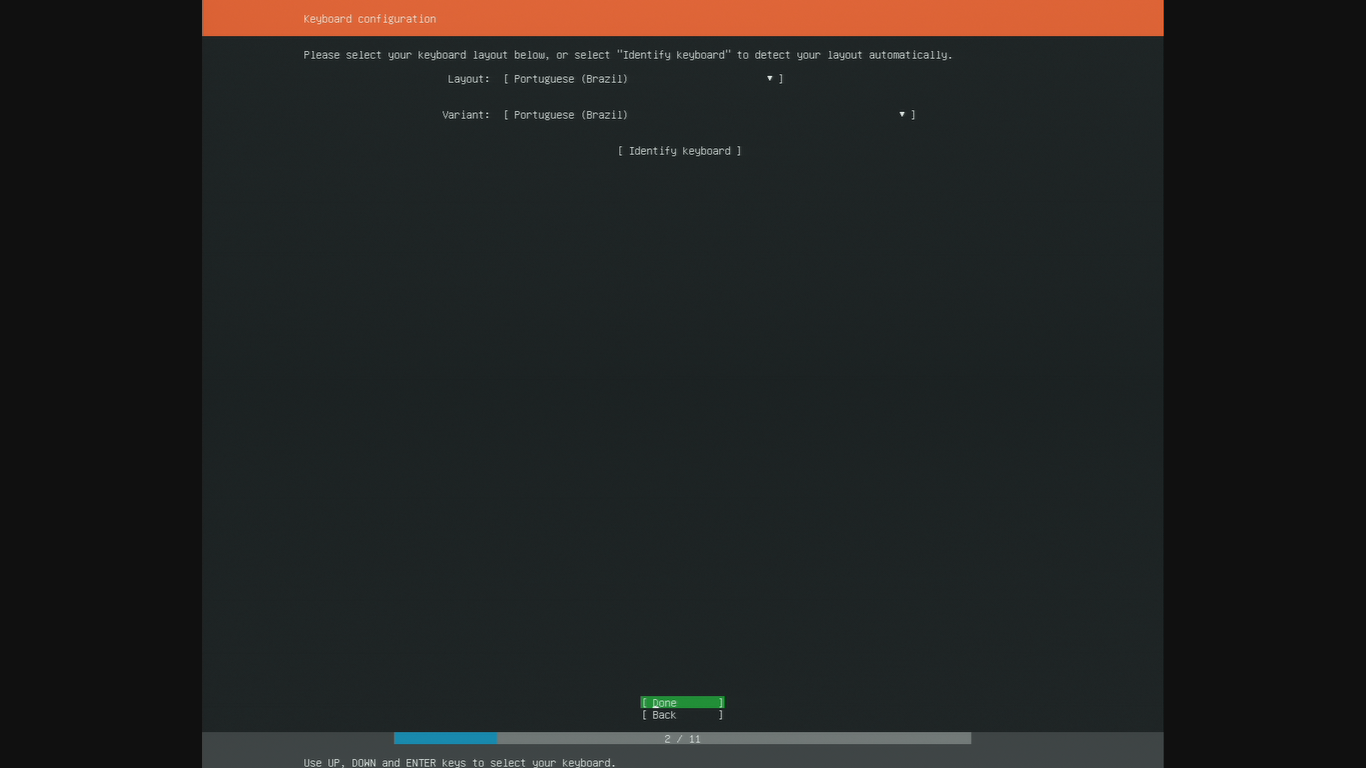 Keyboard configuration
Please select your keyboard layout below, or select "Identify keyboard" to detect your layout automatically.
Layout: [ Portuguese (Brazil) ▼ ]
Variant: [ Portuguese (Brazil) ▼ ]
[ Identify keyboard ]
[ Done ]
[ Back ]
2 / 11
Use UP, DOWN and ENTER keys to select your keyboard.